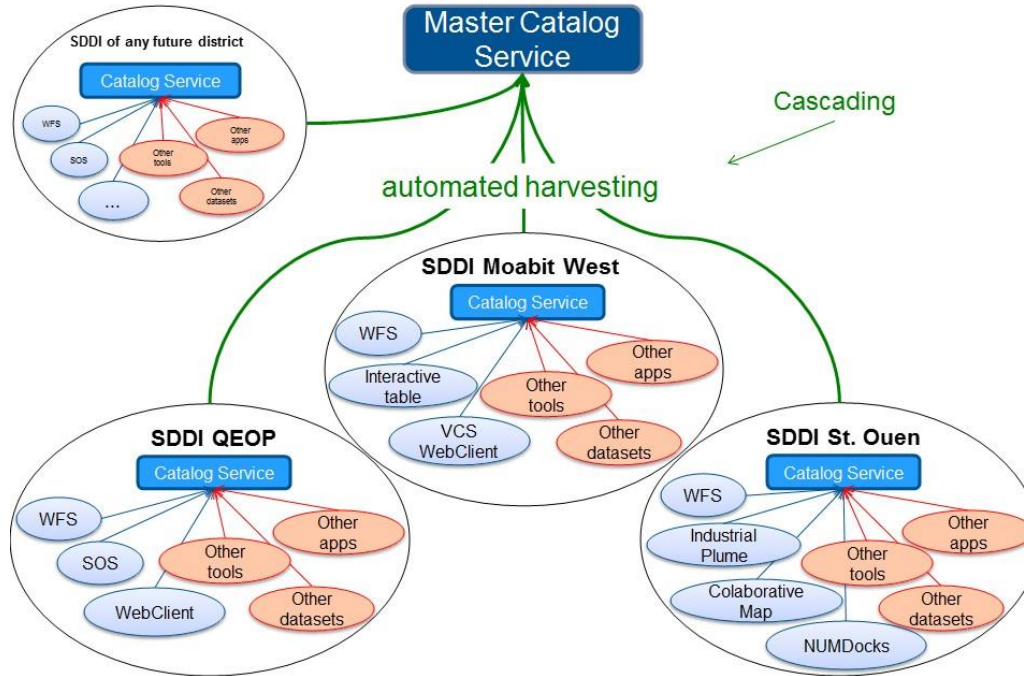 Master Catalog
Service
SDDI of any future district
Catalog Service
WFS
SOS
...
Other
tools
Other
apps
Other
datasets
Cascading
automated harvesting
SDDI Moabit West
Catalog Service
WFS
Interactive
table
VCS
WebClient
Other
tools
Other
apps
Other
datasets
SDDI QEOP
Catalog Service
WFS
SOS
WebClient
Other
tools
Other
apps
Other
datasets
SDDI St. Ouen
Catalog Service
WFS
Industrial
Plume
Colaborative
Map
NUMDocks
Other
tools
Other
apps
Other
datasets